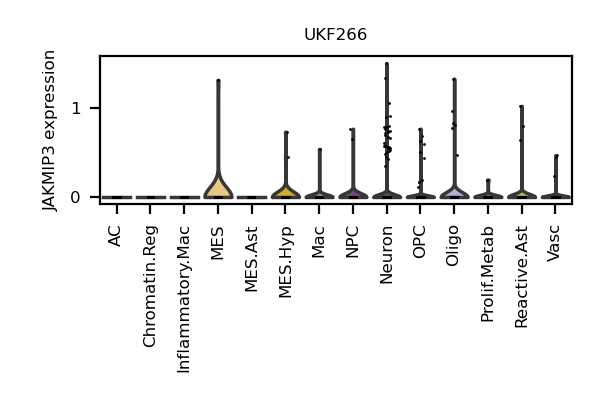 UKF266
JAKMIP3 expression
1
0
AC
Chromatin.Reg
Inflammatory.Mac
MES
MES.Ast
MES.Hyp
Mac
NPC
Neuron
OPC
Oligo
Prolif.Metab
Reactive.Ast
Vasc